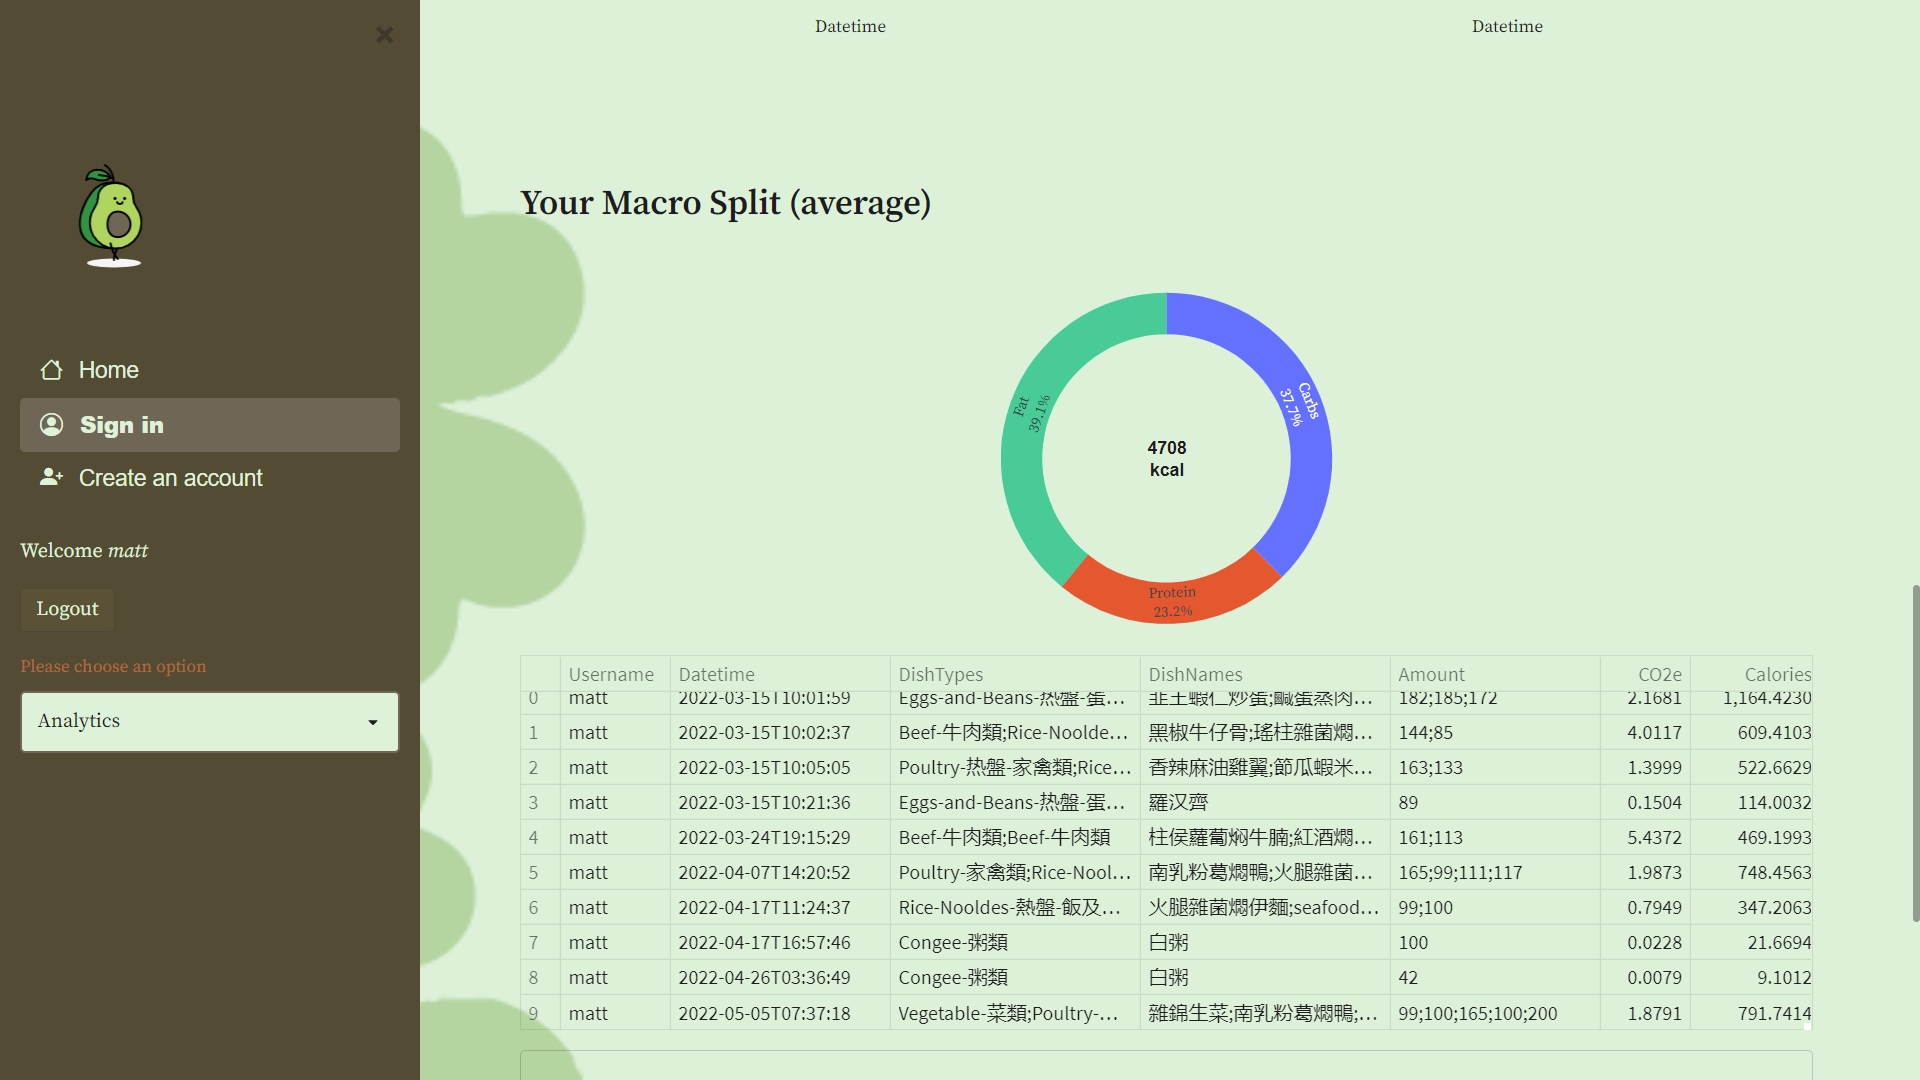 Home
Sign in
Create an account
Welcome matt
Logout
Please choose an option
Analytics
Datetime Datetime
Your Macro Split (average)
Fat
39.1%
Carbs
37.7%
4708
kcal
Protein
23.2%
Username Datetime DishTypes DishNames Amount CO2e Calories
0 matt 2022-03-15T10:01:59 Eggs-and-Beans-热盤-蛋… 韭王蝦仁炒蛋;鹹蛋蒸肉… 182;185;172 2.1681 1,164.4230
1 matt 2022-03-15T10:02:37 Beef-牛肉類;Rice-Noolde… 黑椒牛仔骨;瑤柱雜菌燜… 144;85 4.0117 609.4103
2 matt 2022-03-15T10:05:05 Poultry-热盤-家禽類;Rice… 香辣麻油雞翼;節瓜蝦米… 163;133 1.3999 522.6629
3 matt 2022-03-15T10:21:36 Eggs-and-Beans-热盤-蛋… 羅汉齊 89 0.1504 114.0032
4 matt 2022-03-24T19:15:29 Beef-牛肉類;Beef-牛肉類 柱侯蘿蔔焖牛腩;紅酒燜… 161;113 5.4372 469.1993
5 matt 2022-04-07T14:20:52 Poultry-家禽類;Rice-Nool… 南乳粉葛燜鴨;火腿雜菌… 165;99;111;117 1.9873 748.4563
6 matt 2022-04-17T11:24:37 Rice-Nooldes-熱盤-飯及… 火腿雜菌燜伊麵;seafood… 99;100 0.7949 347.2063
7 matt 2022-04-17T16:57:46 Congee-粥類 白粥 100 0.0228 21.6694
8 matt 2022-04-26T03:36:49 Congee-粥類 白粥 42 0.0079 9.1012
9 matt 2022-05-05T07:37:18 Vegetable-菜類;Poultry-… 雜錦生菜;南乳粉葛燜鴨;… 99;100;165;100;200 1.8791 791.7414